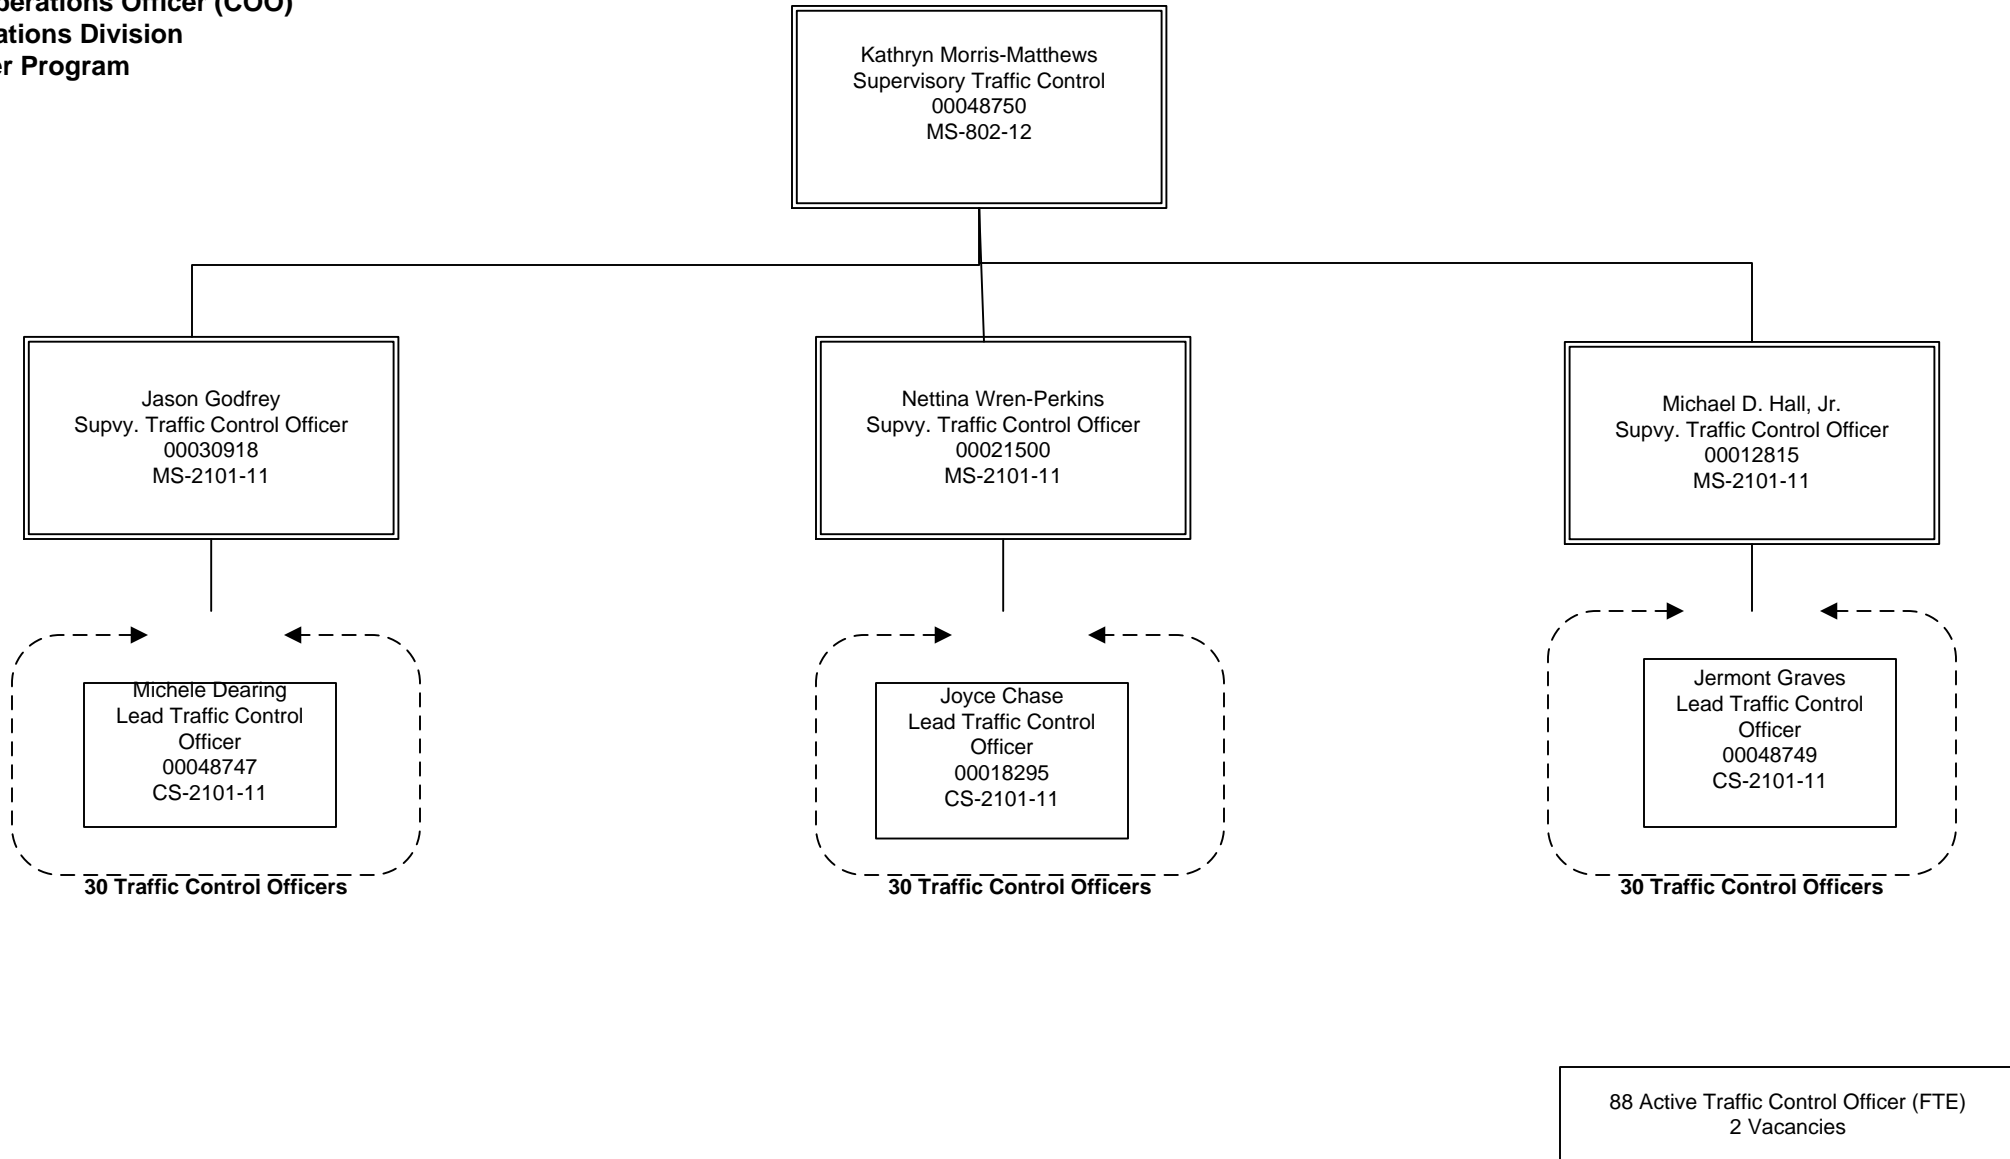 Operations Officer (COO)
Division
Program
Kathryn Morris-Matthews
Supervisory Traffic Control
00048750
MS-802-12
Jason Godfrey
Supvy. Traffic Control Officer
00030918
MS-2101-11
Nettina Wren-Perkins
Supvy. Traffic Control Officer
00021500
MS-2101-11
Michael D. Hall, Jr.
Supvy. Traffic Control Officer
00012815
MS-2101-11
Michele Dearing
Lead Traffic Control
Officer
00048747
CS-2101-11
30 Traffic Control Officers
Joyce Chase
Lead Traffic Control
Officer
00018295
CS-2101-11
30 Traffic Control Officers
Jermont Graves
Lead Traffic Control
Officer
00048749
CS-2101-11
30 Traffic Control Officers
88 Active Traffic Control Officer (FTE)
2 Vacancies